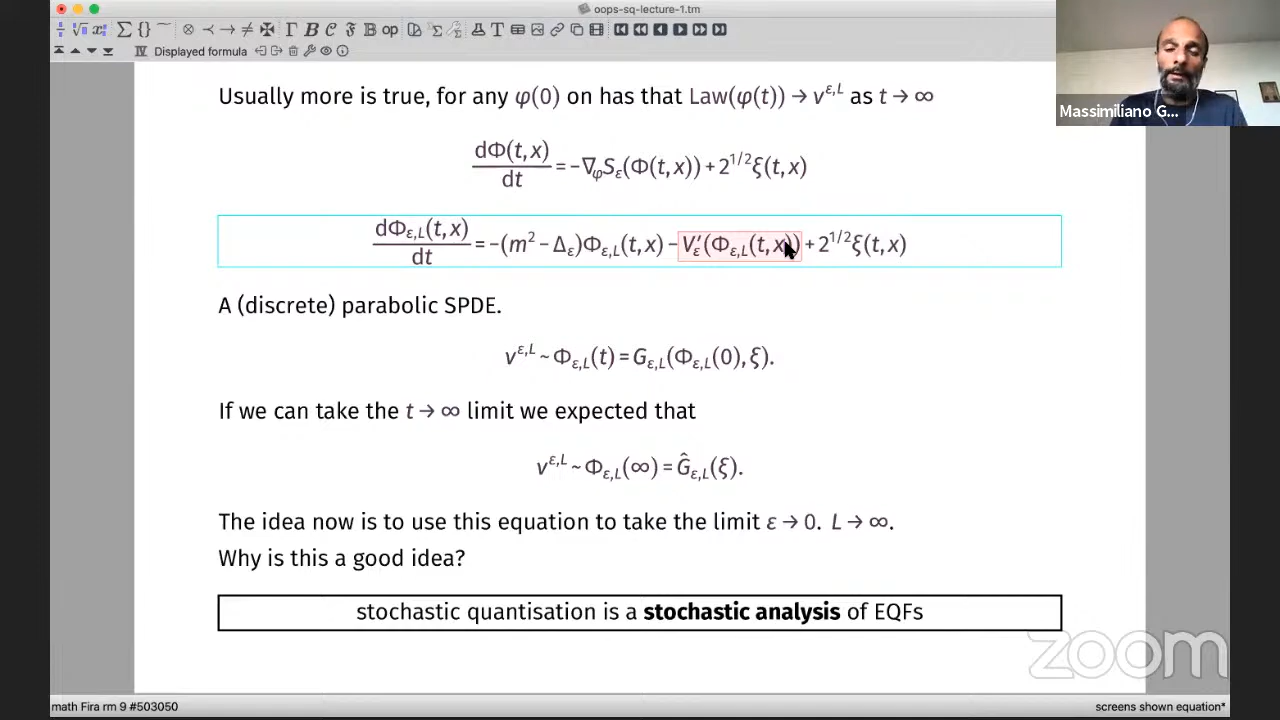 oops-sq-lecture-1.tm
Displayed formula
Usually more is true, for any φ(0) on has that Law(φ(t)) → ν^{ε,L} as t → ∞
dΦ(t,x)/dt = −∇_φ S_ε(Φ(t,x)) + 2^{1/2} ξ(t,x)
dΦ_{ε,L}(t,x)/dt = −(m² − Δ_ε)Φ_{ε,L}(t,x) − V′_ε(Φ_{ε,L}(t,x)) + 2^{1/2} ξ(t,x)
A (discrete) parabolic SPDE.
ν^{ε,L} ~ Φ_{ε,L}(t) = G_{ε,L}(Φ_{ε,L}(0), ξ).
If we can take the t → ∞ limit we expected that
ν^{ε,L} ~ Φ_{ε,L}(∞) = Ĝ_{ε,L}(ξ).
The idea now is to use this equation to take the limit ε → 0. L → ∞.
Why is this a good idea?
stochastic quantisation is a stochastic analysis of EQFs
Massimiliano G...
zoom
math Fira rm 9 #503050
screens shown equation*